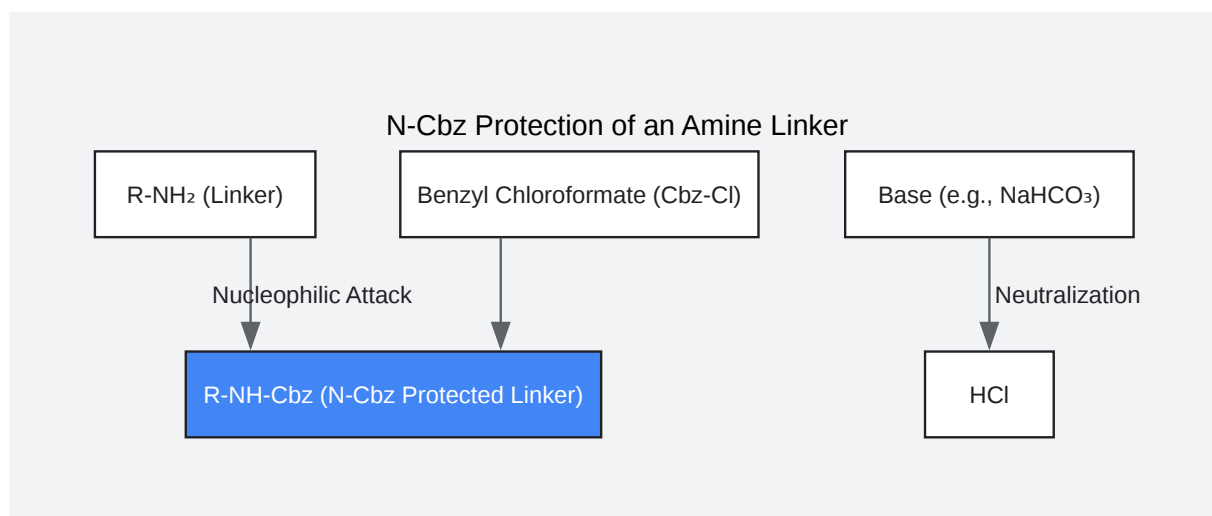 N-Cbz Protection of an Amine Linker
R-NH₂ (Linker)
Benzyl Chloroformate (Cbz-Cl)
Base (e.g., NaHCO₃)
Nucleophilic Attack
Neutralization
R-NH-Cbz (N-Cbz Protected Linker)
HCl